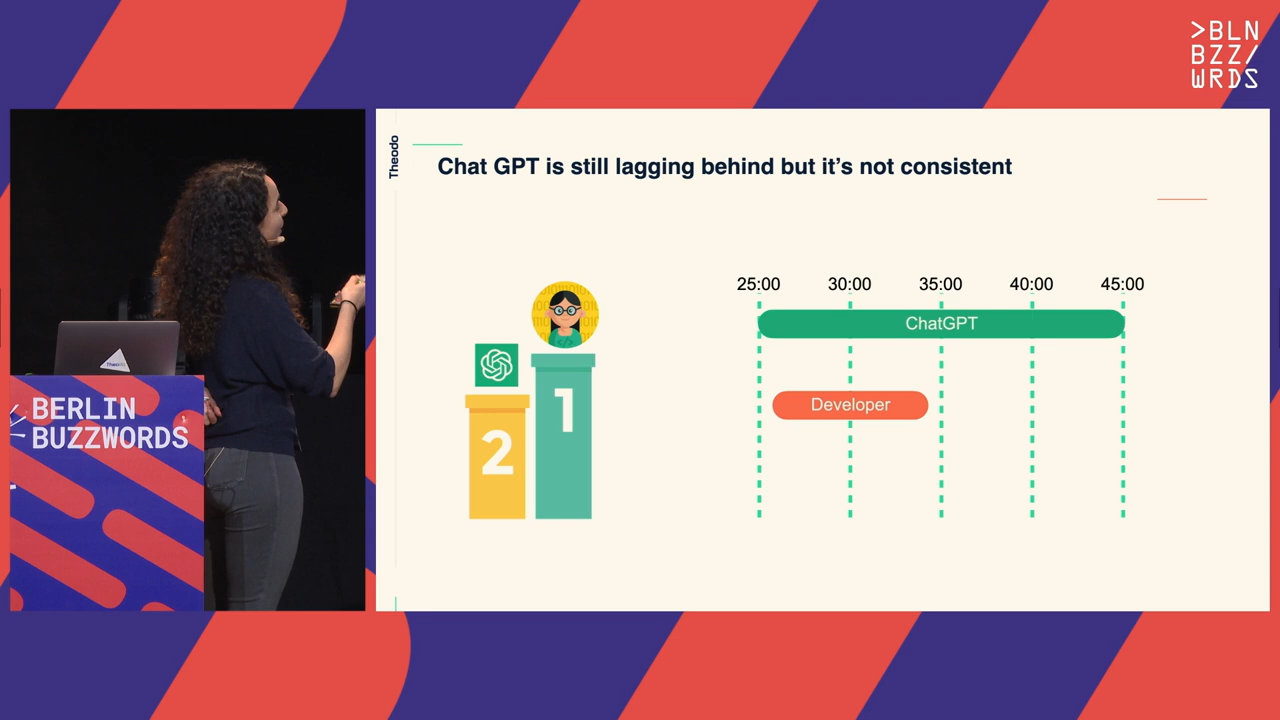 >BLN
BZZ/
WRDS
Theodo
Chat GPT is still lagging behind but it's not consistent
25:00 30:00 35:00 40:00 45:00
ChatGPT
Developer
1
2
Theodo
BERLIN
BUZZWORDS